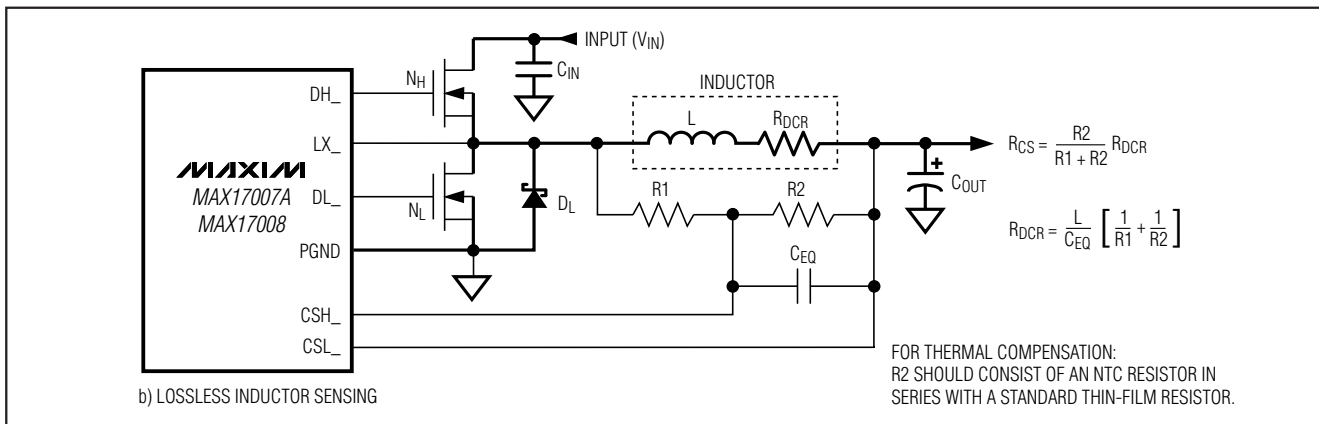 INPUT (VIN)
CIN
NH
DH_
INDUCTOR
L
RDCR
LX_
MAXIM
MAX17007A
MAX17008
DL_
NL
DL
R1
R2
COUT
+
RCS = R2 / R1 + R2 RDCR
RDCR = L / CEQ [ 1 / R1 + 1 / R2 ]
PGND
CEQ
CSH_
CSL_
FOR THERMAL COMPENSATION:
R2 SHOULD CONSIST OF AN NTC RESISTOR IN
SERIES WITH A STANDARD THIN-FILM RESISTOR.
b) LOSSLESS INDUCTOR SENSING